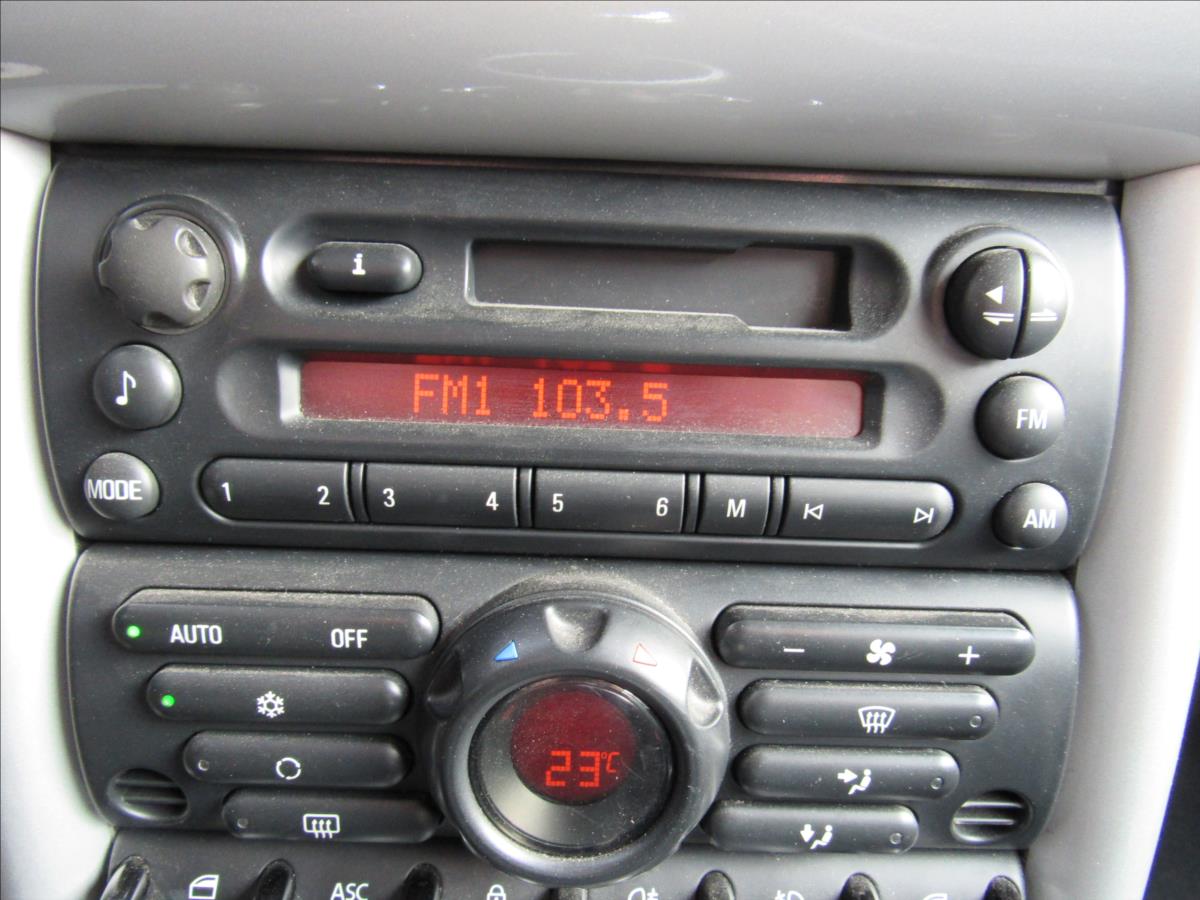 i
FM1 103.5
FM
MODE
1 2 3 4 5 6 M
AM
AUTO OFF
- +
23°C
ASC